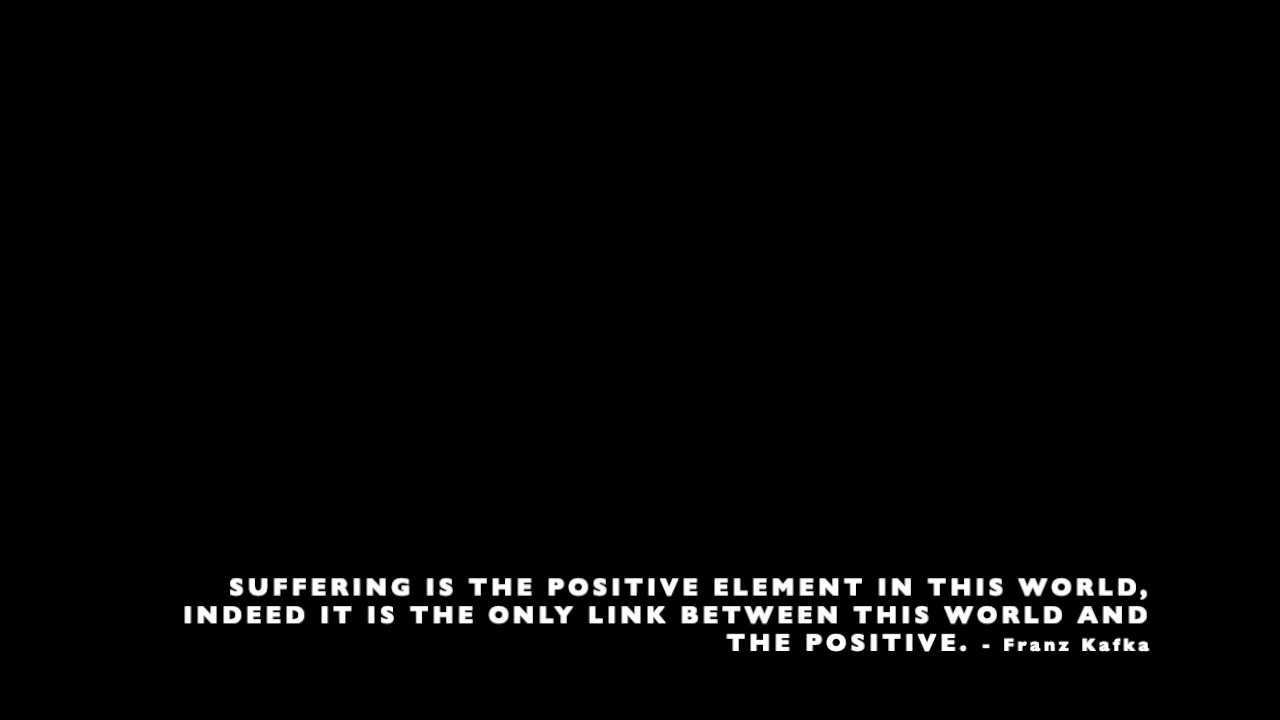 SUFFERING IS THE POSITIVE ELEMENT IN THIS WORLD,
INDEED IT IS THE ONLY LINK BETWEEN THIS WORLD AND
THE POSITIVE. - Franz Kafka